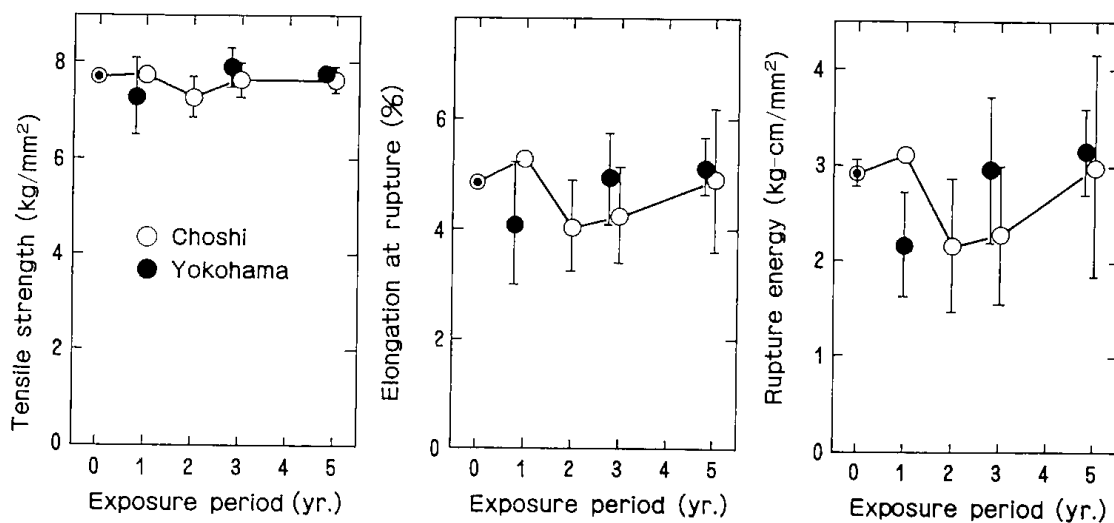 Tensile strength (kg/mm²)
8
6
4
2
0
Choshi
Yokohama
0 1 2 3 4 5
Exposure period (yr.)
Elongation at rupture (%)
6
4
2
0
0 1 2 3 4 5
Exposure period (yr.)
Rupture energy (kg-cm/mm²)
4
3
2
1
0
0 1 2 3 4 5
Exposure period (yr.)